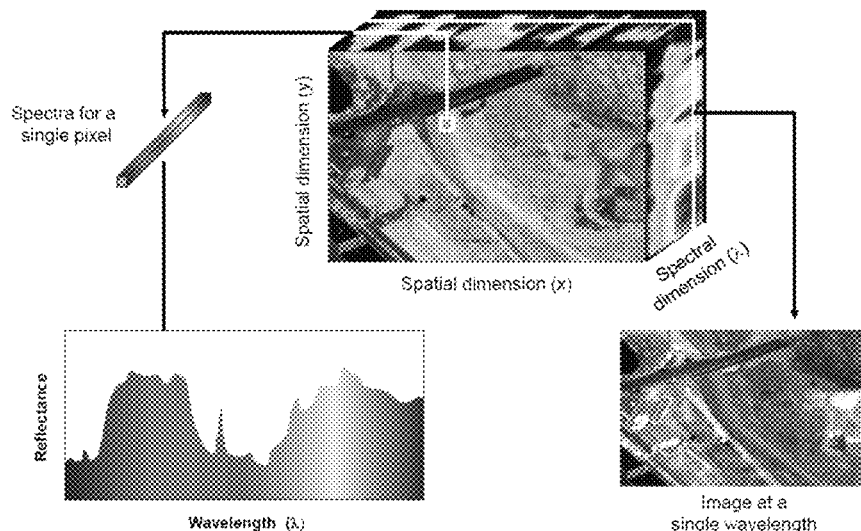 Spectra for a
single pixel
Spatial dimension (y)
Spatial dimension (x)
Spectral
dimension (λ)
Reflectance
Wavelength (λ)
Image at a
single wavelength